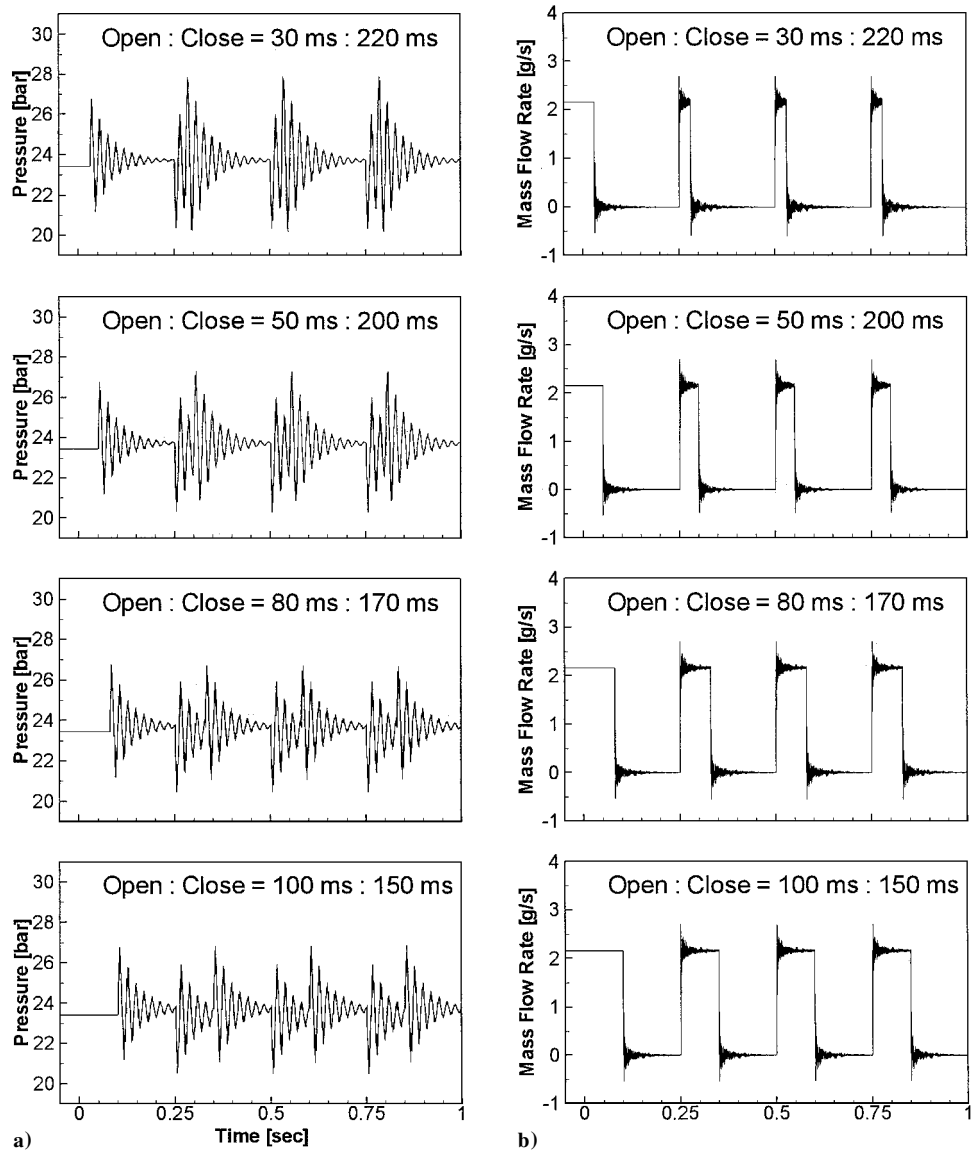 Open : Close = 30 ms : 220 ms
Pressure [bar]
30
28
26
24
22
20
Open : Close = 30 ms : 220 ms
Mass Flow Rate [g/s]
4
3
2
1
0
-1
Open : Close = 50 ms : 200 ms
Pressure [bar]
30
28
26
24
22
20
Open : Close = 50 ms : 200 ms
Mass Flow Rate [g/s]
4
3
2
1
0
-1
Open : Close = 80 ms : 170 ms
Pressure [bar]
30
28
26
24
22
20
Open : Close = 80 ms : 170 ms
Mass Flow Rate [g/s]
4
3
2
1
0
-1
Open : Close = 100 ms : 150 ms
Pressure [bar]
30
28
26
24
22
20
0 0.25 0.5 0.75 1
Time [sec]
a)
Open : Close = 100 ms : 150 ms
Mass Flow Rate [g/s]
4
3
2
1
0
-1
0 0.25 0.5 0.75 1
b)